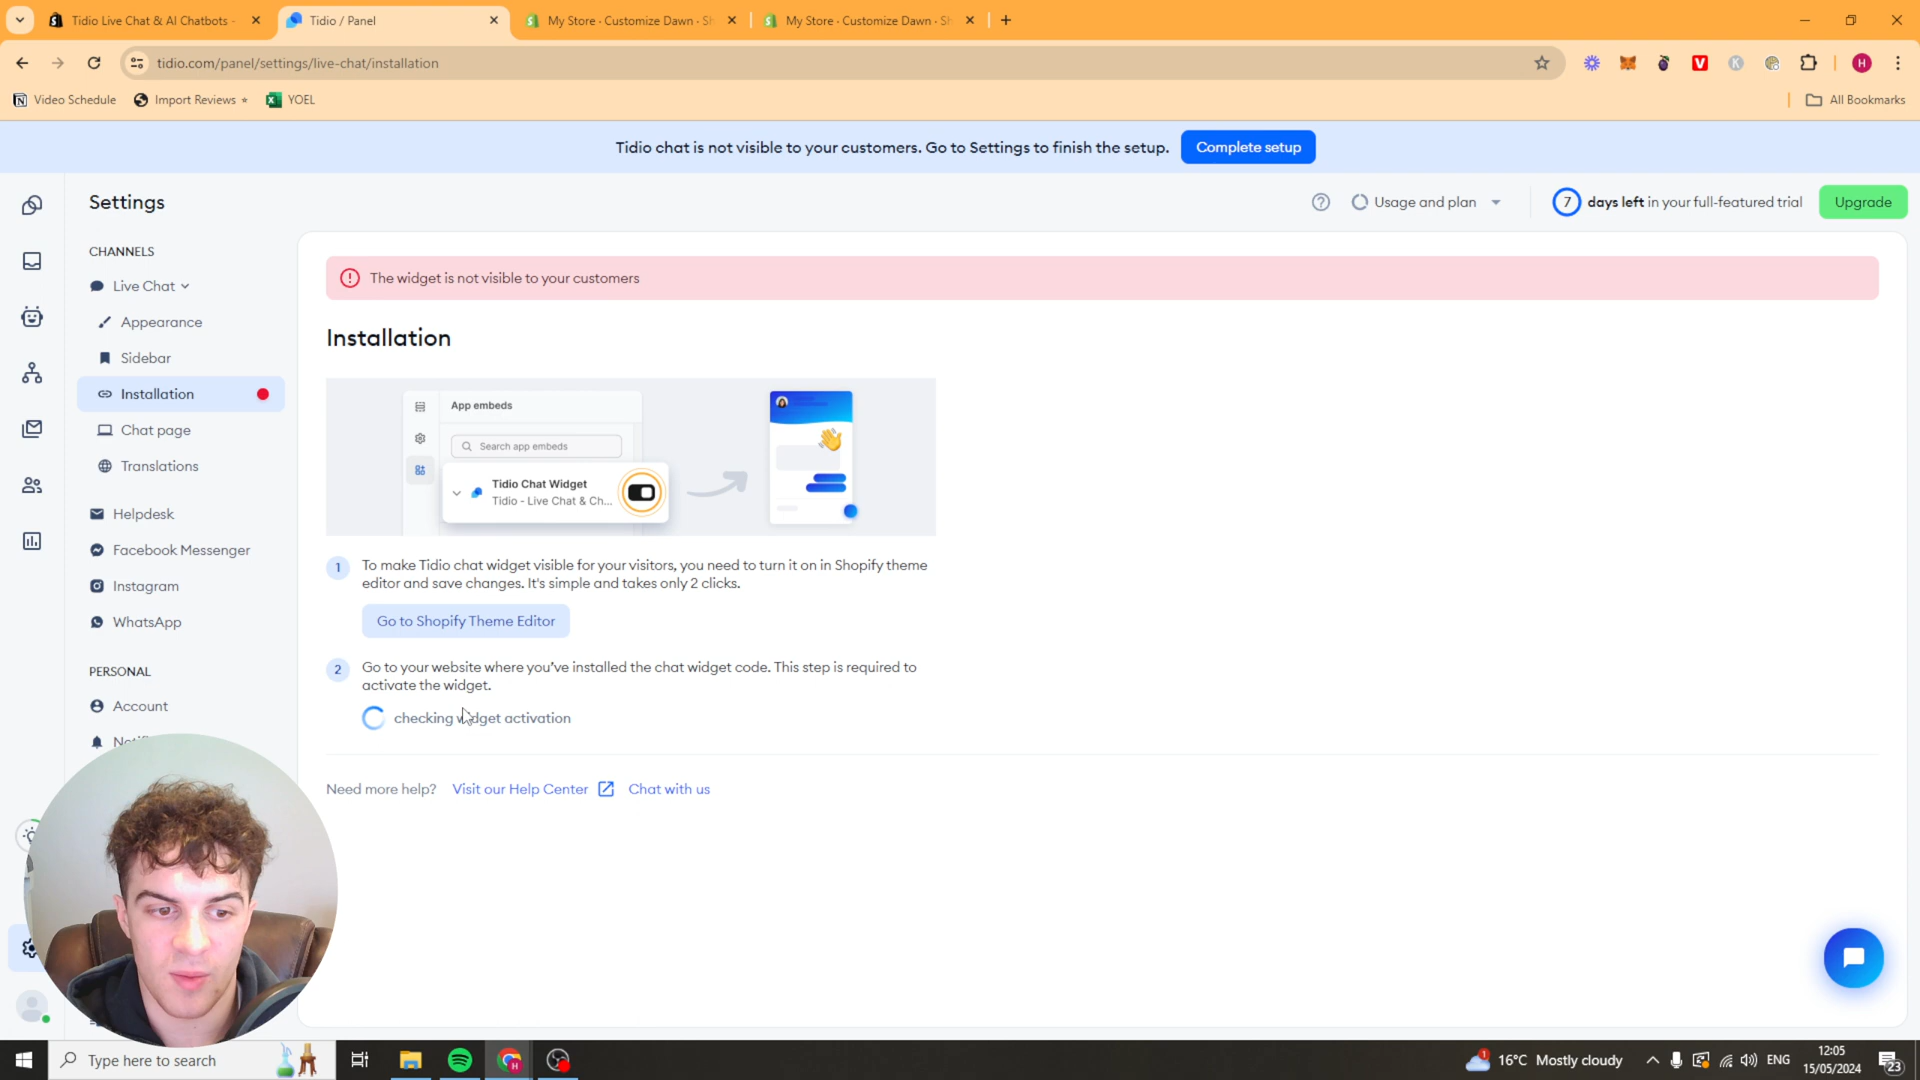 Tidio Live Chat & AI Chatbots -
Tidio / Panel
My Store · Customize Dawn · Sh
My Store · Customize Dawn · Sh
tidio.com/panel/settings/live-chat/installation
H
Video Schedule
Import Reviews
YOEL
All Bookmarks
Tidio chat is not visible to your customers. Go to Settings to finish the setup.
Complete setup
Settings
Usage and plan
7 days left in your full-featured trial
Upgrade
CHANNELS
Live Chat
Appearance
Sidebar
Installation
Chat page
Translations
Helpdesk
Facebook Messenger
Instagram
WhatsApp
PERSONAL
Account
The widget is not visible to your customers
Installation
App embeds
Search app embeds
Tidio Chat Widget
Tidio - Live Chat & Ch...
1
To make Tidio chat widget visible for your visitors, you need to turn it on in Shopify theme
editor and save changes. It's simple and takes only 2 clicks.
Go to Shopify Theme Editor
2
Go to your website where you've installed the chat widget code. This step is required to
activate the widget.
checking widget activation
Need more help? Visit our Help Center Chat with us
Type here to search
1
16°C Mostly cloudy
ENG
12:05
15/05/2024
23